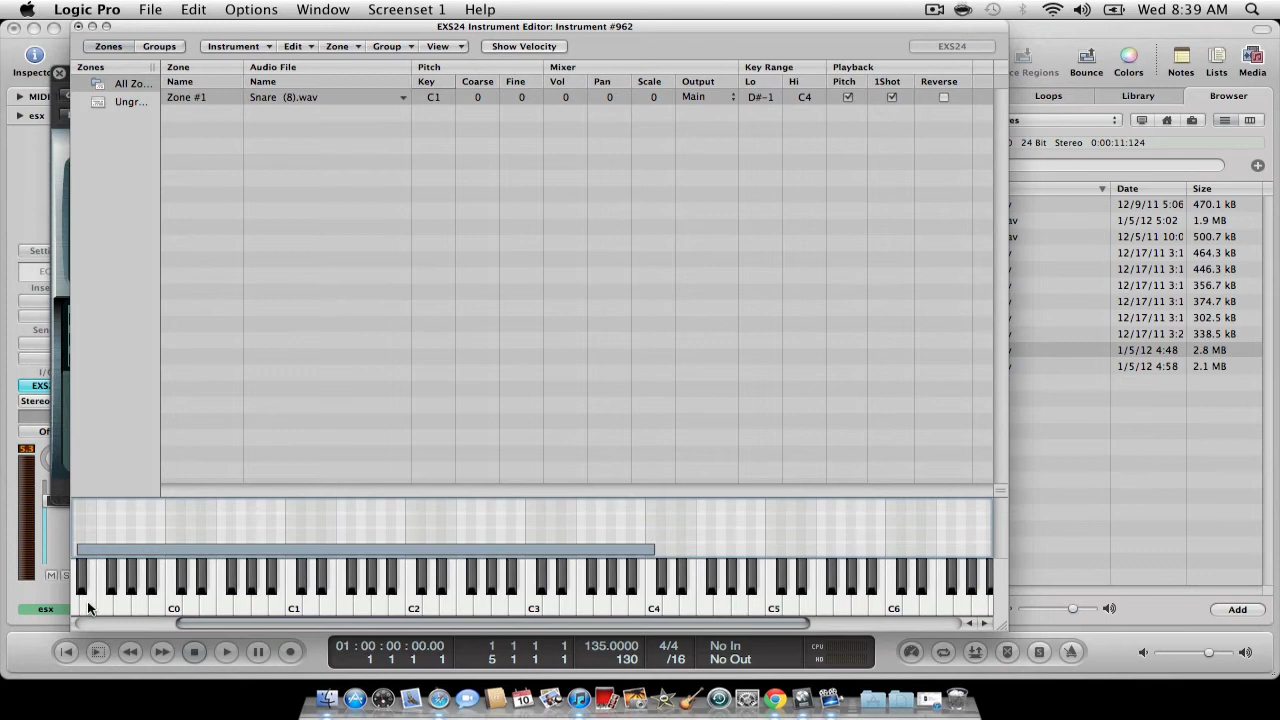 Logic Pro File Edit Options Window Screenset 1 Help Wed 8:39 AM
EXS24 Instrument Editor: Instrument #962
Zones Groups Instrument Edit Zone Group View Show Velocity EXS24
Zones Zone Audio File Pitch Mixer Key Range Playback
Name Name Key Coarse Fine Vol Pan Scale Output Lo Hi Pitch 1Shot Reverse
All Zo...
Zone #1 Snare (8).wav C1 0 0 0 0 0 Main D#-1 C4
Ungr...
Bounce Colors Notes Lists Media
Regions
Loops Library Browser
24 Bit Stereo 0:00:11:124
Date Size
12/9/11 5:06 470.1 kB
1/5/12 5:02 1.9 MB
12/5/11 10:0 500.7 kB
12/17/11 3:1 464.3 kB
12/17/11 3:1 446.3 kB
12/17/11 3:1 356.7 kB
12/17/11 3:1 374.7 kB
12/17/11 3:1 302.5 kB
12/17/11 3:2 338.5 kB
1/5/12 4:48 2.8 MB
1/5/12 4:58 2.1 MB
esx
EXS
Stereo
5.3
M S
esx
C0 C1 C2 C3 C4 C5 C6
Add
01:00:00:00.00 1 1 1 135.0000 4/4 No In CPU
1 1 1 5 1 1 1 130 /16 No Out HD